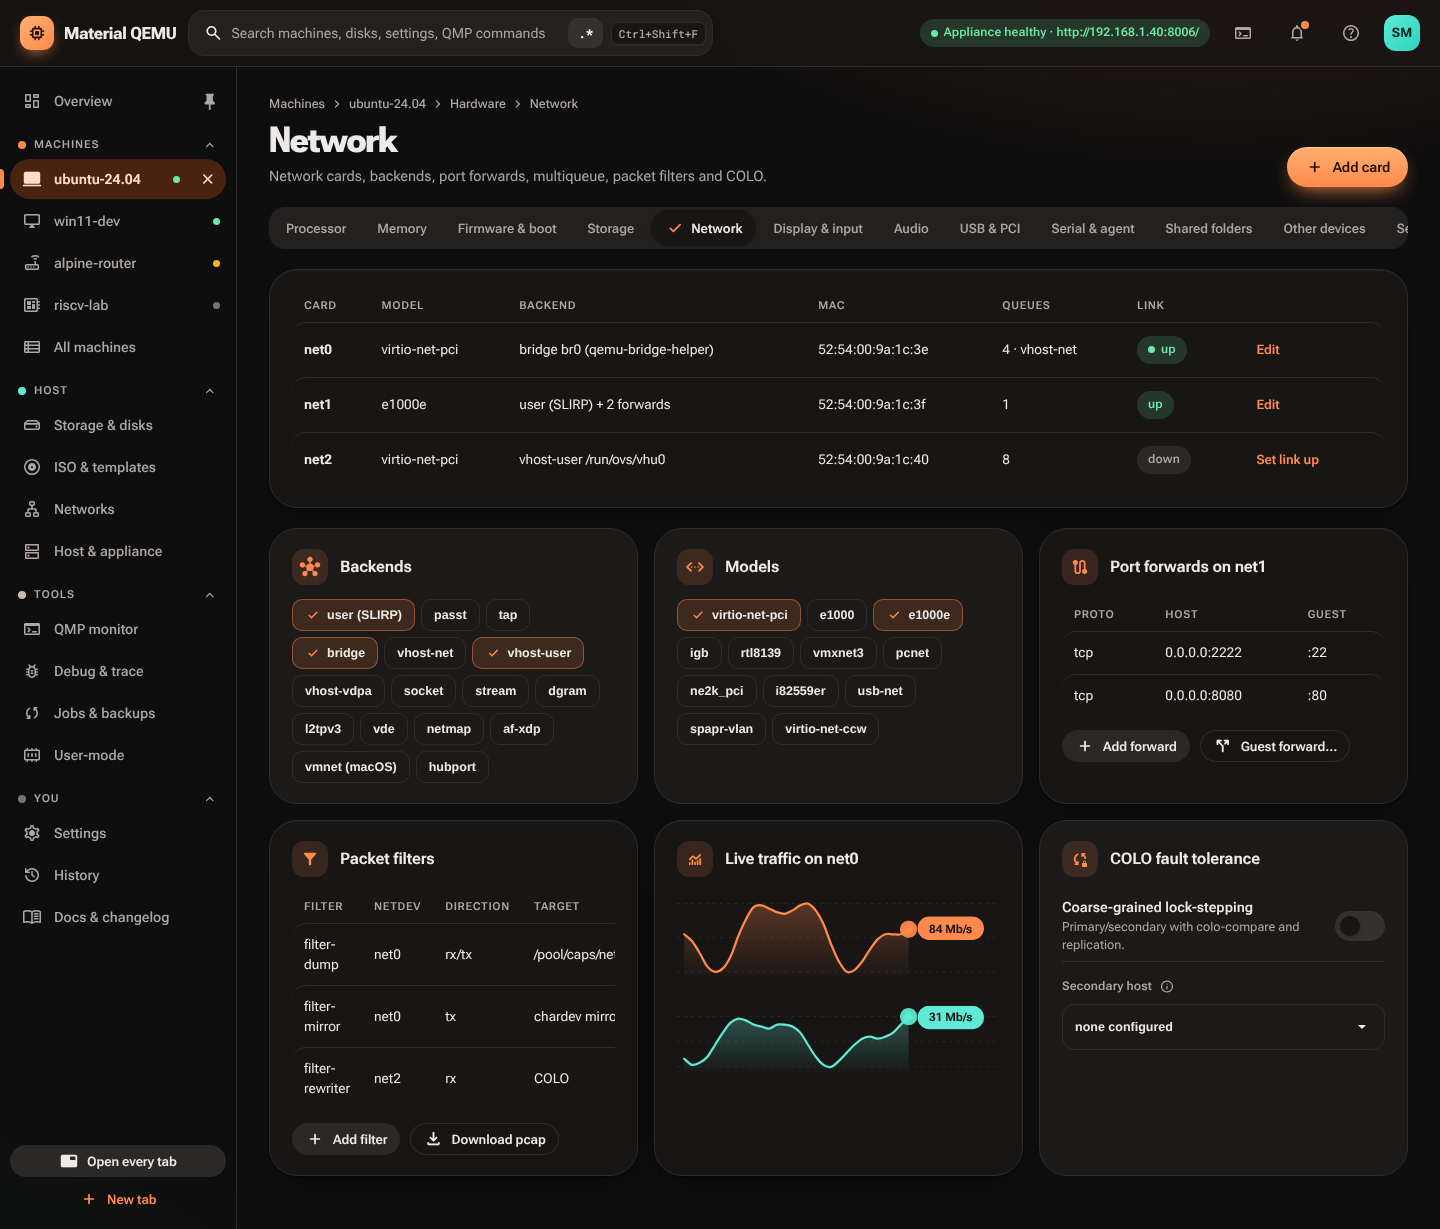 Material QEMU
Search machines, disks, settings, QMP commands
.*
Ctrl+Shift+F
Appliance healthy · http://192.168.1.40:8006/
SM
Overview
MACHINES
ubuntu-24.04
win11-dev
alpine-router
riscv-lab
All machines
HOST
Storage & disks
ISO & templates
Networks
Host & appliance
TOOLS
QMP monitor
Debug & trace
Jobs & backups
User-mode
YOU
Settings
History
Docs & changelog
Open every tab
New tab
Machines > ubuntu-24.04 > Hardware > Network
Network
Network cards, backends, port forwards, multiqueue, packet filters and COLO.
Add card
Processor Memory Firmware & boot Storage Network Display & input Audio USB & PCI Serial & agent Shared folders Other devices Se
CARD MODEL BACKEND MAC QUEUES LINK
net0 virtio-net-pci bridge br0 (qemu-bridge-helper) 52:54:00:9a:1c:3e 4 · vhost-net up Edit
net1 e1000e user (SLIRP) + 2 forwards 52:54:00:9a:1c:3f 1 up Edit
net2 virtio-net-pci vhost-user /run/ovs/vhu0 52:54:00:9a:1c:40 8 down Set link up
Backends
user (SLIRP) passt tap
bridge vhost-net vhost-user
vhost-vdpa socket stream dgram
l2tpv3 vde netmap af-xdp
vmnet (macOS) hubport
Models
virtio-net-pci e1000 e1000e
igb rtl8139 vmxnet3 pcnet
ne2k_pci i82559er usb-net
spapr-vlan virtio-net-ccw
Port forwards on net1
PROTO HOST GUEST
tcp 0.0.0.0:2222 :22
tcp 0.0.0.0:8080 :80
Add forward Guest forward...
Packet filters
FILTER NETDEV DIRECTION TARGET
filter-
dump net0 rx/tx /pool/caps/net
filter-
mirror net0 tx chardev mirro
filter-
rewriter net2 rx COLO
Add filter Download pcap
Live traffic on net0
84 Mb/s
31 Mb/s
COLO fault tolerance
Coarse-grained lock-stepping
Primary/secondary with colo-compare and
replication.
Secondary host
none configured